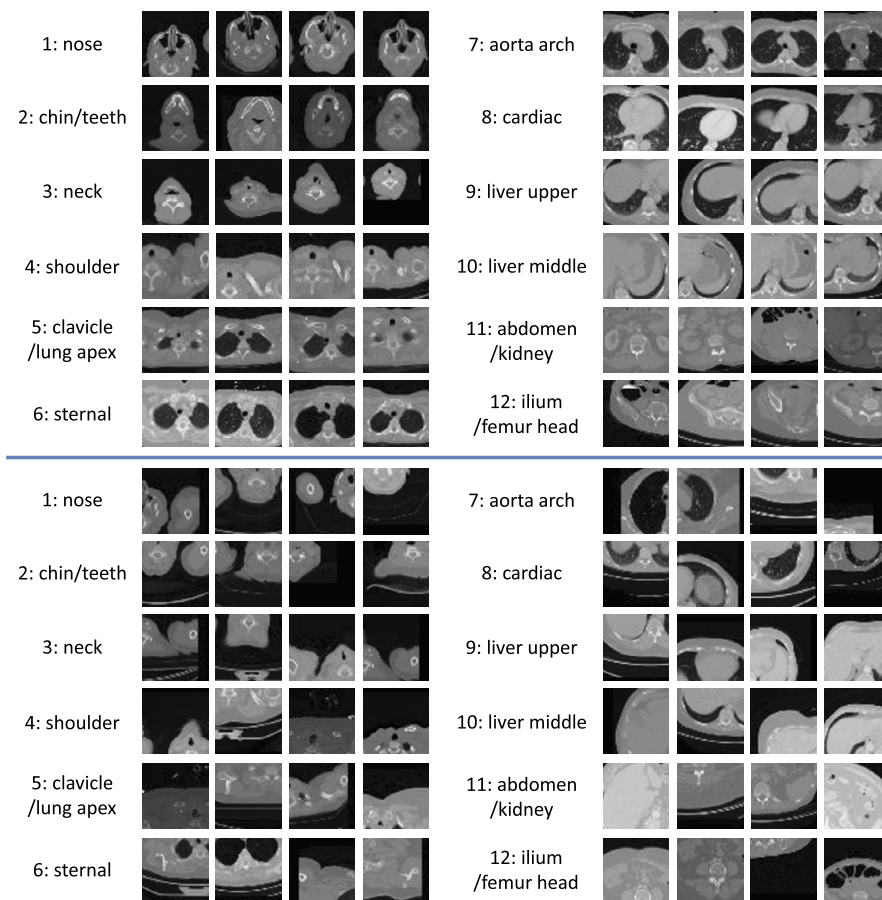 1: nose
2: chin/teeth
3: neck
4: shoulder
5: clavicle
/lung apex
6: sternal
7: aorta arch
8: cardiac
9: liver upper
10: liver middle
11: abdomen
/kidney
12: ilium
/femur head
1: nose
2: chin/teeth
3: neck
4: shoulder
5: clavicle
/lung apex
6: sternal
7: aorta arch
8: cardiac
9: liver upper
10: liver middle
11: abdomen
/kidney
12: ilium
/femur head